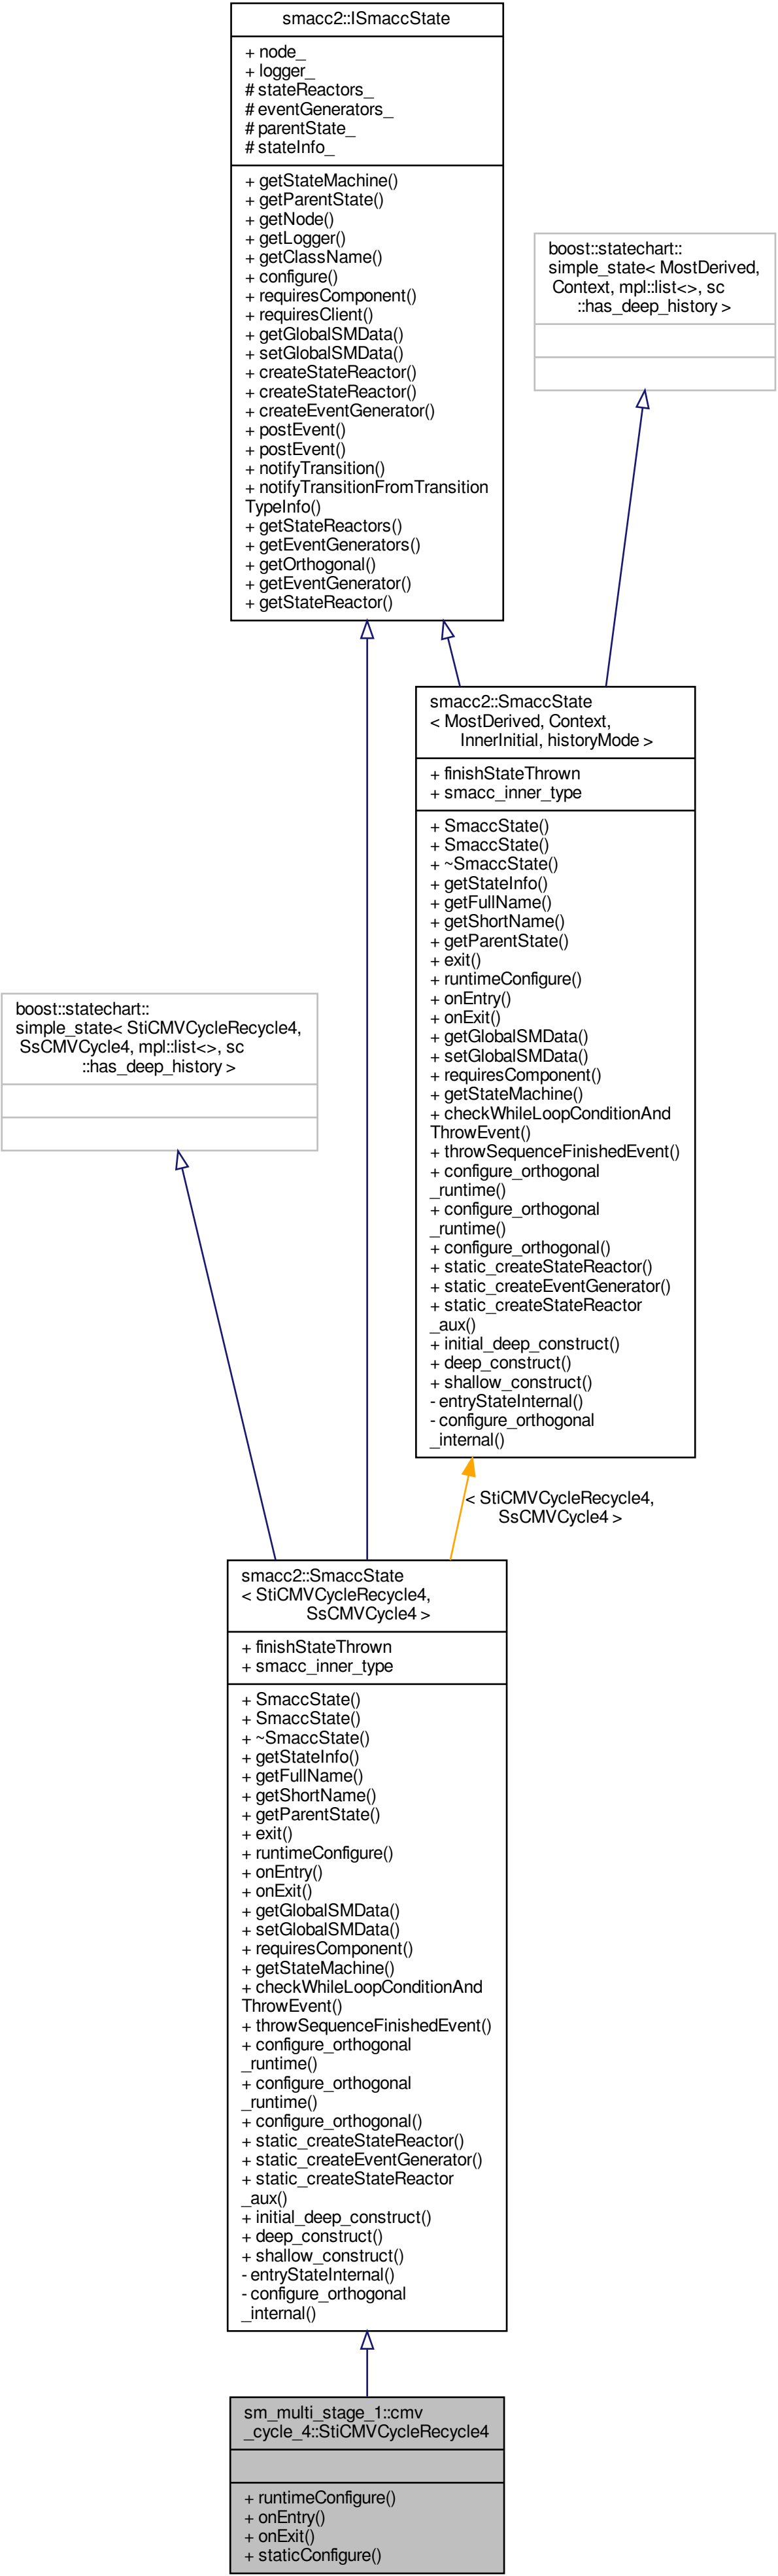 smacc2::ISmaccState
+ node_
+ logger_
# stateReactors_
# eventGenerators_
# parentState_
# stateInfo_
+ getStateMachine()
+ getParentState()
+ getNode()
+ getLogger()
+ getClassName()
+ configure()
+ requiresComponent()
+ requiresClient()
+ getGlobalSMData()
+ setGlobalSMData()
+ createStateReactor()
+ createStateReactor()
+ createEventGenerator()
+ postEvent()
+ postEvent()
+ notifyTransition()
+ notifyTransitionFromTransition
TypeInfo()
+ getStateReactors()
+ getEventGenerators()
+ getOrthogonal()
+ getEventGenerator()
+ getStateReactor()
boost::statechart::
simple_state< MostDerived,
Context, mpl::list<>, sc
::has_deep_history >
smacc2::SmaccState
< MostDerived, Context,
InnerInitial, historyMode >
+ finishStateThrown
+ smacc_inner_type
+ SmaccState()
+ SmaccState()
+ ~SmaccState()
+ getStateInfo()
+ getFullName()
+ getShortName()
+ getParentState()
+ exit()
+ runtimeConfigure()
+ onEntry()
+ onExit()
+ getGlobalSMData()
+ setGlobalSMData()
+ requiresComponent()
+ getStateMachine()
+ checkWhileLoopConditionAnd
ThrowEvent()
+ throwSequenceFinishedEvent()
+ configure_orthogonal
_runtime()
+ configure_orthogonal
_runtime()
+ configure_orthogonal()
+ static_createStateReactor()
+ static_createEventGenerator()
+ static_createStateReactor
_aux()
+ initial_deep_construct()
+ deep_construct()
+ shallow_construct()
- entryStateInternal()
- configure_orthogonal
_internal()
boost::statechart::
simple_state< StiCMVCycleRecycle4,
SsCMVCycle4, mpl::list<>, sc
::has_deep_history >
< StiCMVCycleRecycle4,
SsCMVCycle4 >
smacc2::SmaccState
< StiCMVCycleRecycle4,
SsCMVCycle4 >
+ finishStateThrown
+ smacc_inner_type
+ SmaccState()
+ SmaccState()
+ ~SmaccState()
+ getStateInfo()
+ getFullName()
+ getShortName()
+ getParentState()
+ exit()
+ runtimeConfigure()
+ onEntry()
+ onExit()
+ getGlobalSMData()
+ setGlobalSMData()
+ requiresComponent()
+ getStateMachine()
+ checkWhileLoopConditionAnd
ThrowEvent()
+ throwSequenceFinishedEvent()
+ configure_orthogonal
_runtime()
+ configure_orthogonal
_runtime()
+ configure_orthogonal()
+ static_createStateReactor()
+ static_createEventGenerator()
+ static_createStateReactor
_aux()
+ initial_deep_construct()
+ deep_construct()
+ shallow_construct()
- entryStateInternal()
- configure_orthogonal
_internal()
sm_multi_stage_1::cmv
_cycle_4::StiCMVCycleRecycle4
+ runtimeConfigure()
+ onEntry()
+ onExit()
+ staticConfigure()